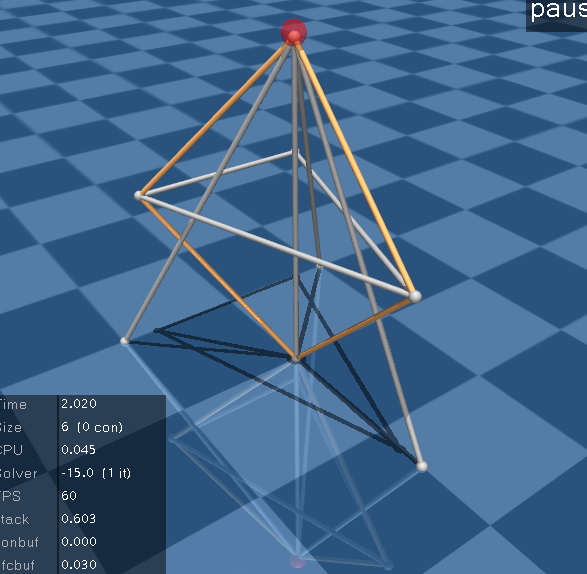 paus
Time 2.020
Size 6 (0 con)
CPU 0.045
Solver -15.0 (1 it)
FPS 60
tack 0.603
onbuf 0.000
fcbuf 0.030